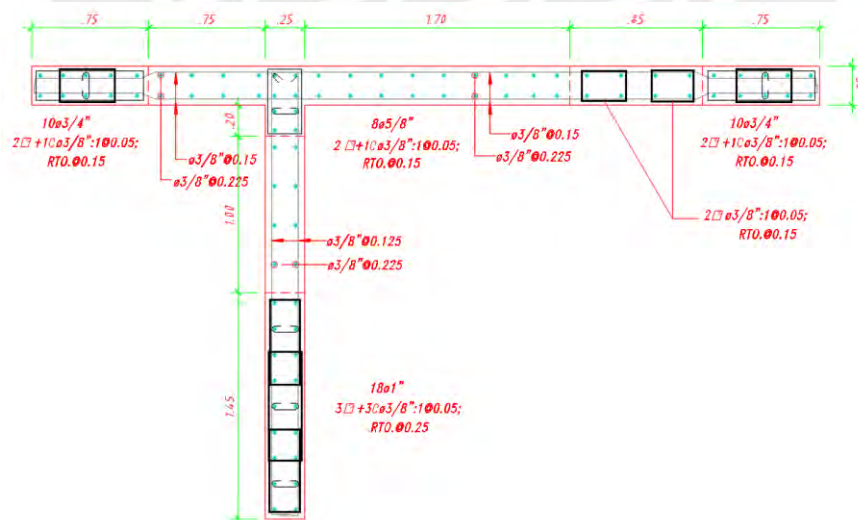 .75 .75 .25 1.70 .85 .75
.20
10ø3/4"
2□ +1Cø3/8":1@0.05;
RTO.@0.15
ø3/8"@0.15
ø3/8"@0.225
8ø5/8"
2 □+1Cø3/8":1@0.05;
RTO.@0.15
ø3/8"@0.15
ø3/8"@0.225
10ø3/4"
2□ +1Cø3/8":1@0.05;
RTO.@0.15
2□ ø3/8":1@0.05;
RTO.@0.15
1.00
ø3/8"@0.125
ø3/8"@0.225
1.45
18ø1"
3□ +3Cø3/8":1@0.05;
RTO.@0.25